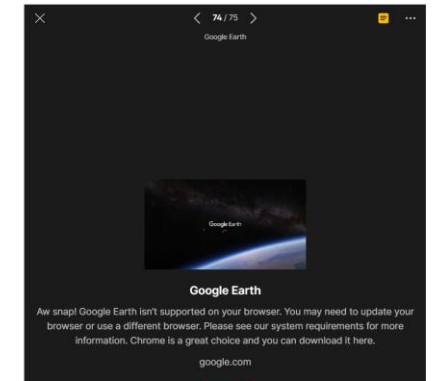 74 / 75
Google Earth
Google Earth
Google Earth
Aw snap! Google Earth isn't supported on your browser. You may need to update your
browser or use a different browser. Please see our system requirements for more
information. Chrome is a great choice and you can download it here.
google.com